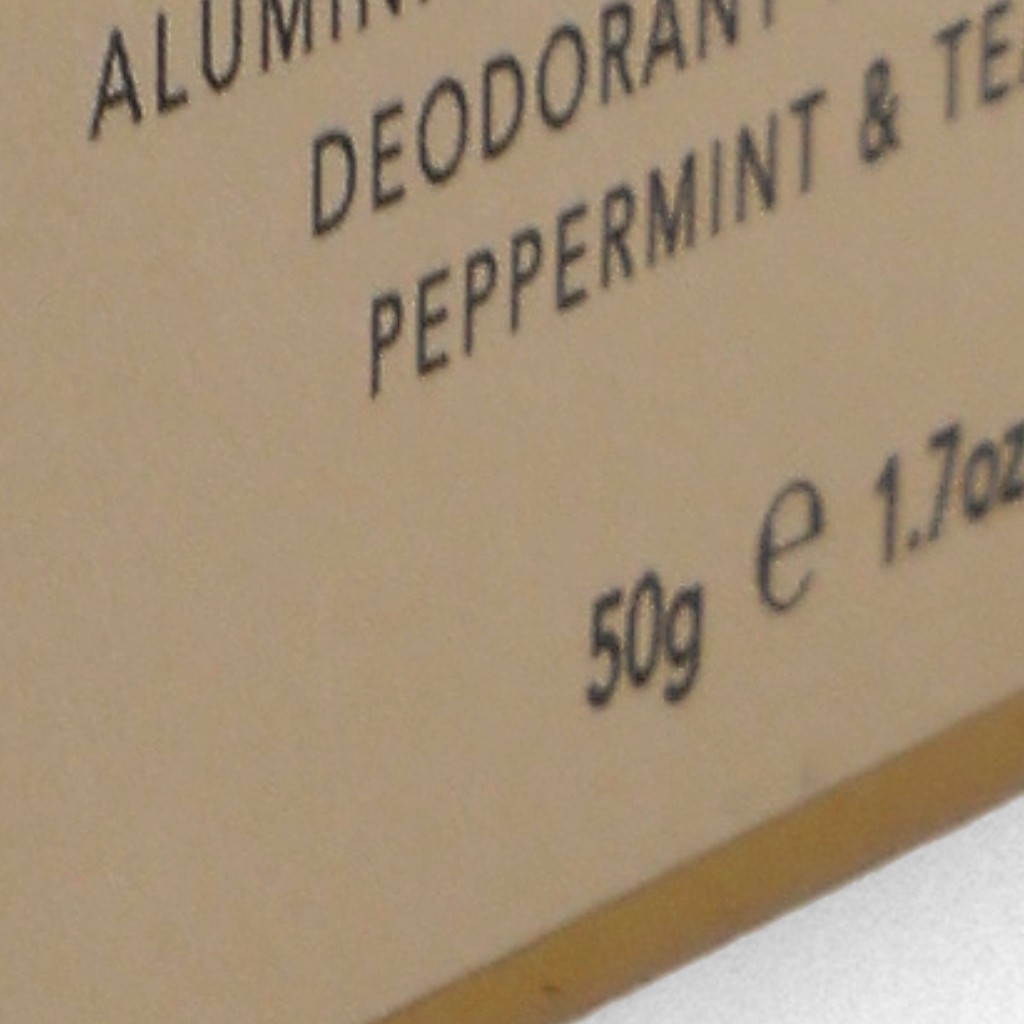 DEODORANT
PEPPERMINT &
50g e 1.7oz